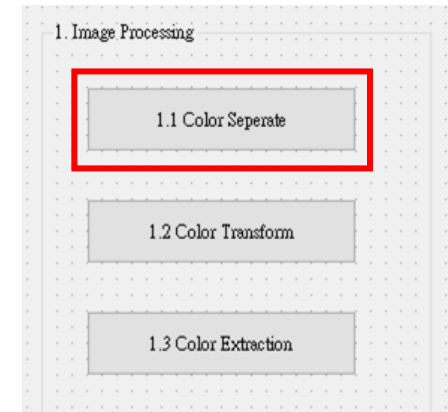 1. Image Processing
1.1 Color Seperate
1.2 Color Transform
1.3 Color Extraction